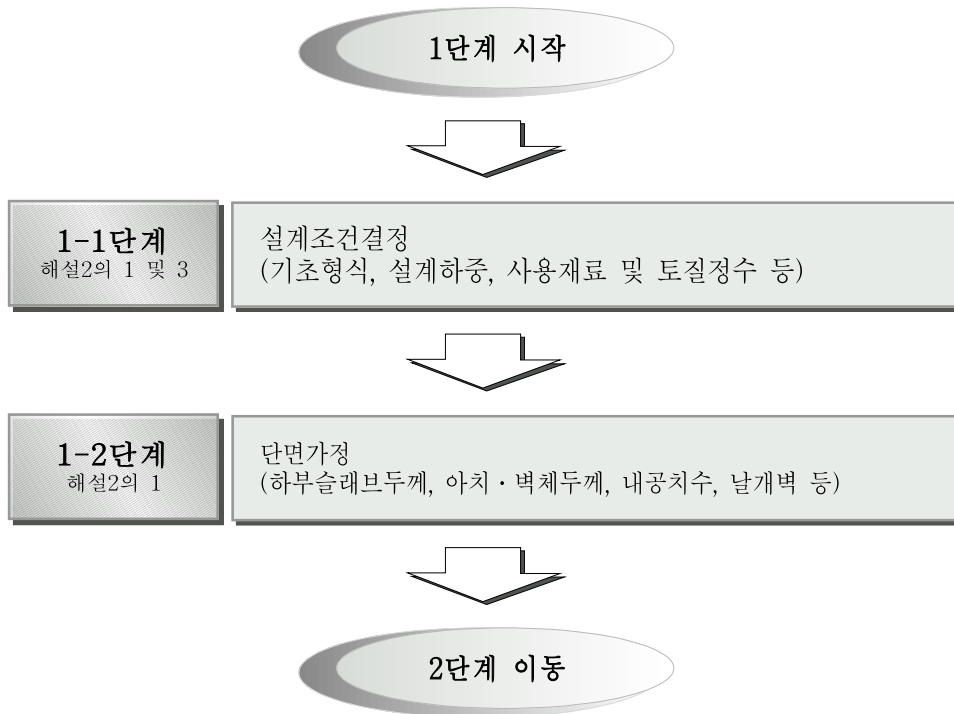 1단계 시작
1-1단계
해설2의 1 및 3
설계조건결정
(기초형식, 설계하중, 사용재료 및 토질정수 등)
1-2단계
해설2의 1
단면가정
(하부슬래브두께, 아치・벽체두께, 내공치수, 날개벽 등)
2단계 이동